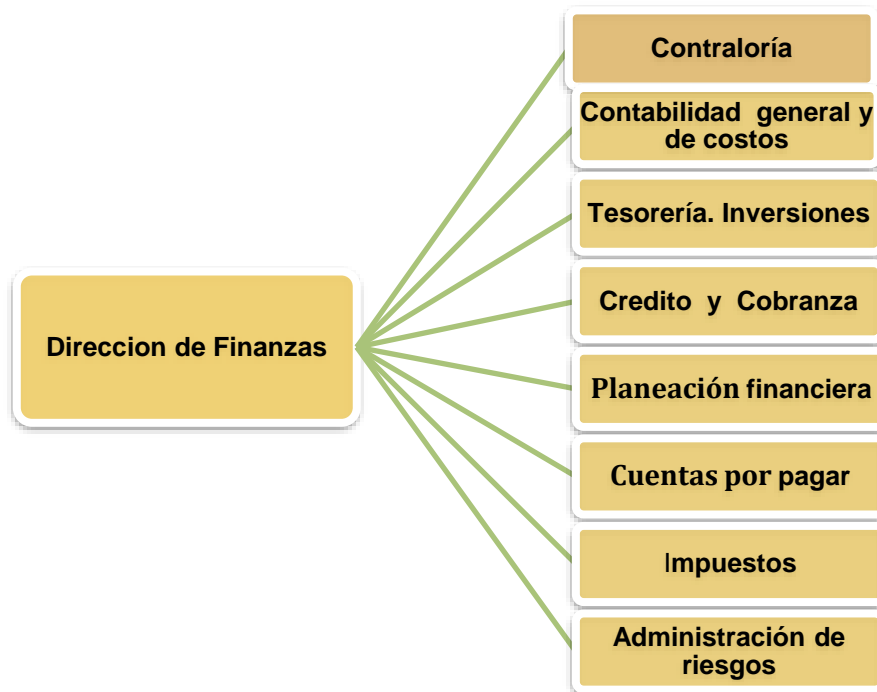 Direccion de Finanzas
Contraloría
Contabilidad general y
de costos
Tesorería. Inversiones
Credito y Cobranza
Planeación financiera
Cuentas por pagar
Impuestos
Administración de
riesgos